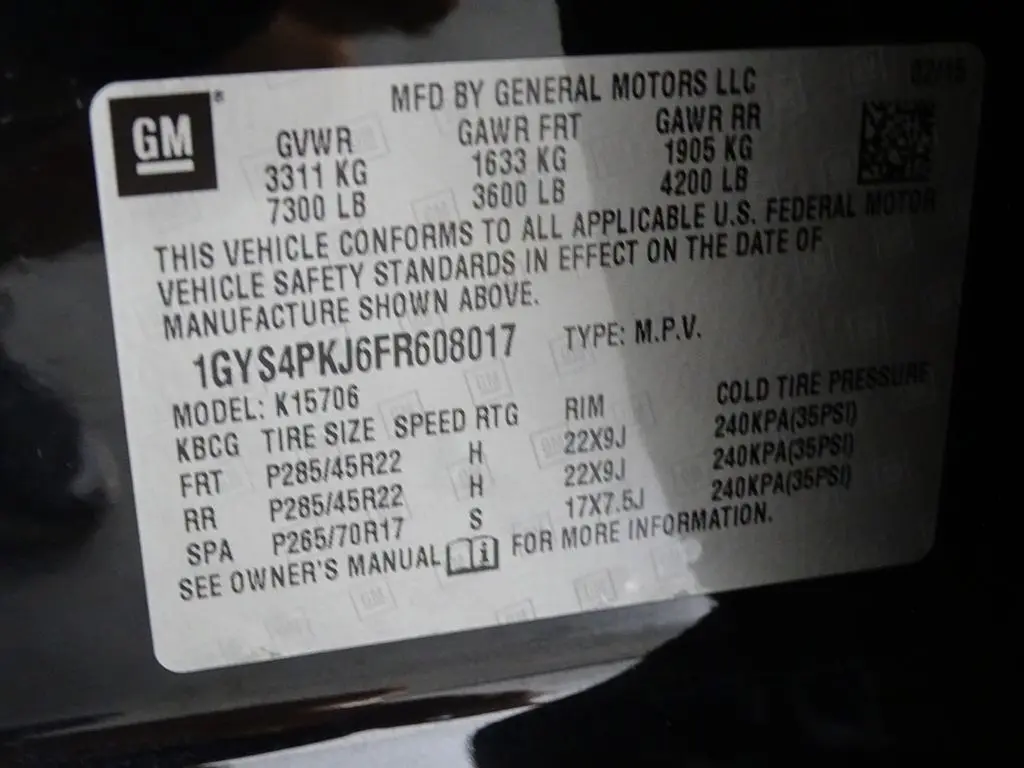 02/15
GM
MFD BY GENERAL MOTORS LLC
GVWR GAWR FRT GAWR RR
3311 KG 1633 KG 1905 KG
7300 LB 3600 LB 4200 LB
THIS VEHICLE CONFORMS TO ALL APPLICABLE U.S. FEDERAL MOTOR
VEHICLE SAFETY STANDARDS IN EFFECT ON THE DATE OF
MANUFACTURE SHOWN ABOVE.
1GYS4PKJ6FR608017 TYPE: M.P.V.
MODEL: K15706
KBCG TIRE SIZE SPEED RTG RIM COLD TIRE PRESSURE
FRT P285/45R22 H 22X9J 240KPA(35PSI)
RR P285/45R22 H 22X9J 240KPA(35PSI)
SPA P265/70R17 S 17X7.5J 240KPA(35PSI)
SEE OWNER'S MANUAL FOR MORE INFORMATION.